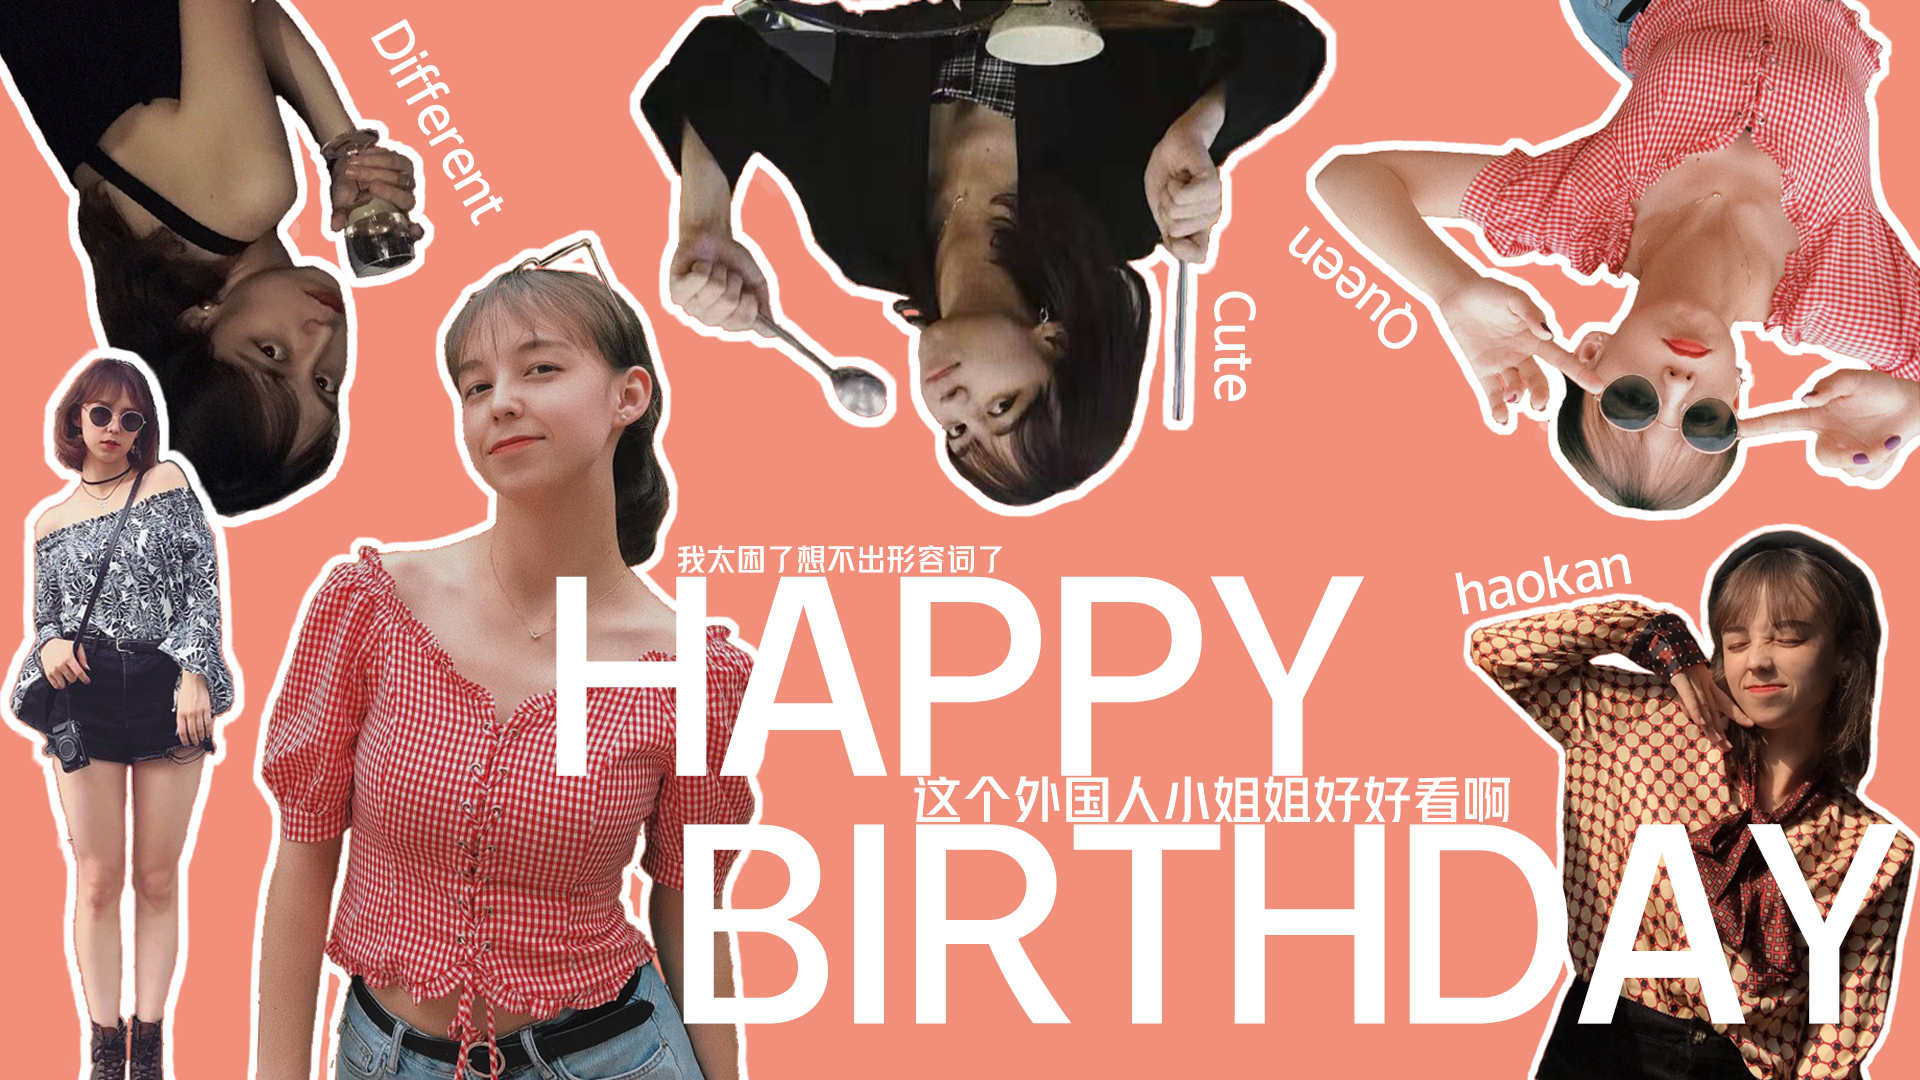 Different
Cute
Queen
haokan
我太困了想不出形容词了
HAPPY
这个外国人小姐姐好好看啊
BIRTHDAY